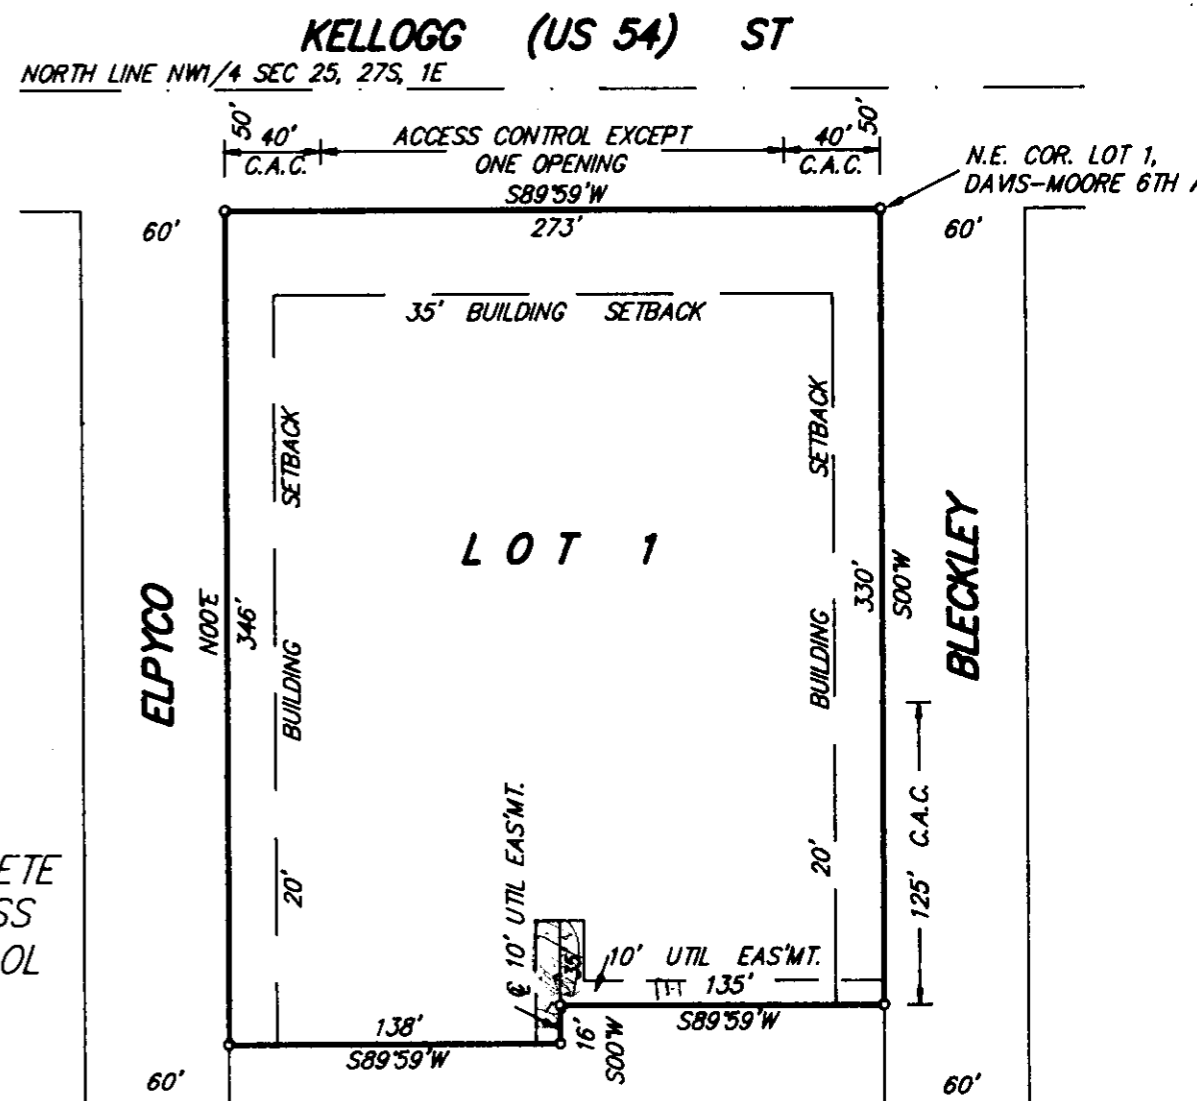 KELLOGG (US 54) ST
NORTH LINE NW1/4 SEC 25, 27S, 1E
50'
40'
C.A.C.
ACCESS CONTROL EXCEPT
ONE OPENING
40'
C.A.C.
50'
N.E. COR. LOT 1,
DAVIS-MOORE 6TH A
S89°59'W
273'
60'
60'
35' BUILDING SETBACK
SETBACK
SETBACK
LOT 1
ELPYCO
N00°E
346'
BUILDING
BUILDING
330'
S00°W
BLECKLEY
20'
20'
125' C.A.C.
ETE
SS
OL
℄ 10' UTIL EAS'MT.
35'
10' UTIL EAS'MT.
135'
S89°59'W
138'
S89°59'W
16'
S00°W
60'
60'